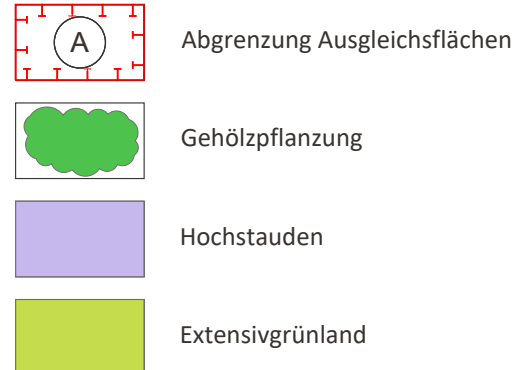 A Abgrenzung Ausgleichsflächen
Gehölzpflanzung
Hochstauden
Extensivgrünland